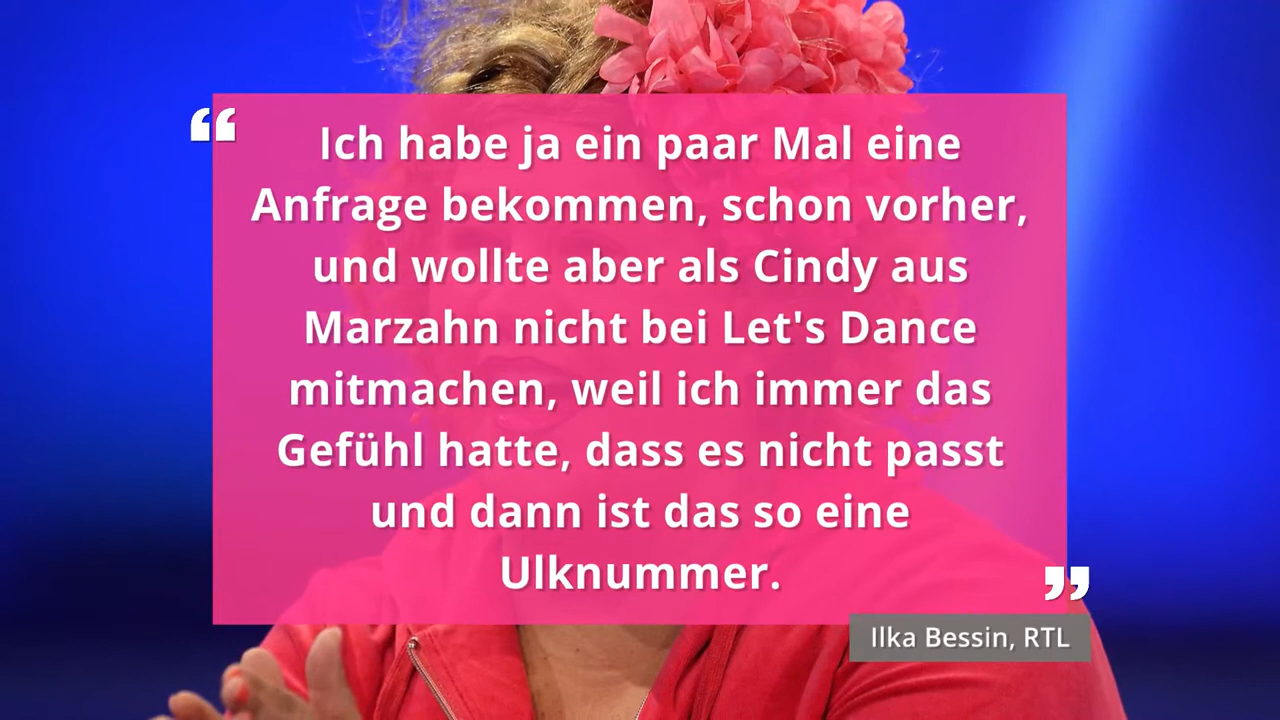 “
Ich habe ja ein paar Mal eine
Anfrage bekommen, schon vorher,
und wollte aber als Cindy aus
Marzahn nicht bei Let's Dance
mitmachen, weil ich immer das
Gefühl hatte, dass es nicht passt
und dann ist das so eine
Ulknummer.
”
Ilka Bessin, RTL